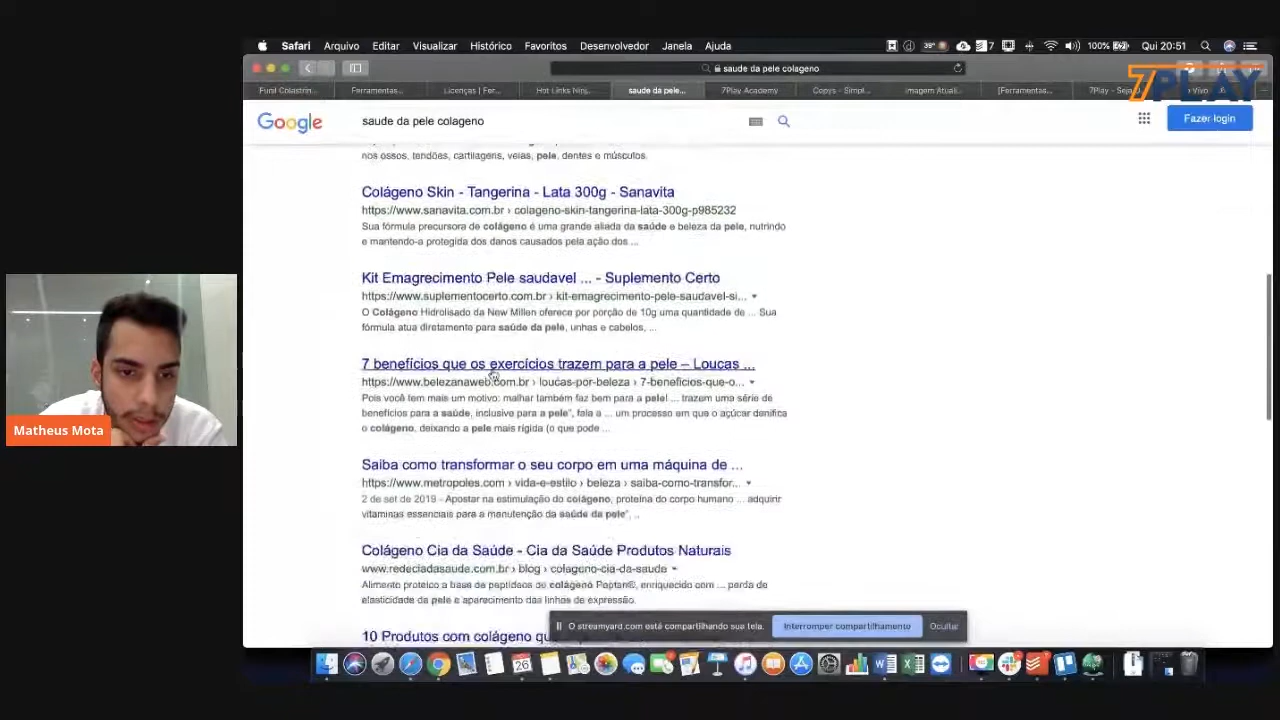 Safari Arquivo Editar Visualizar Histórico Favoritos Desenvolvedor Janela Ajuda
7 100% Qui 20:51
saude da pele colageno
Funil Colastrin... Ferramentas... Licenças | Fer... Hot Links Ninj... saude da pele... 7Play Academy Copys - Simpl... Imagem Atuali... [Ferramentas... 7Play - Seja
7PLAY
Google
saude da pele colageno
Fazer login
nos ossos, tendões, cartilagens, veias, pele, dentes e músculos.
Colágeno Skin - Tangerina - Lata 300g - Sanavita
https://www.sanavita.com.br › colageno-skin-tangerina-lata-300g-p985232
Sua fórmula precursora de colágeno é uma grande aliada da saúde e beleza da pele, nutrindo
e mantendo-a protegida dos danos causados pela ação dos ...
Kit Emagrecimento Pele saudavel ... - Suplemento Certo
https://www.suplementocerto.com.br › kit-emagrecimento-pele-saudavel-si...
O Colágeno Hidrolisado da New Millen oferece por porção de 10g uma quantidade de ... Sua
fórmula atua diretamente para saúde da pele, unhas e cabelos, ...
7 benefícios que os exercícios trazem para a pele – Loucas ...
https://www.belezanaweb.com.br › loucas-por-beleza › 7-beneficios-que-o...
Pois você tem mais um motivo: malhar também faz bem para a pele! ... trazem uma série de
benefícios para a saúde, inclusive para a pele", fala a ... um processo em que o açúcar danifica
o colágeno, deixando a pele mais rígida (o que pode ...
Saiba como transformar o seu corpo em uma máquina de ...
https://www.metropoles.com › vida-e-estilo › beleza › saiba-como-transfor...
2 de set de 2019 - Apostar na estimulação do colágeno, proteína do corpo humano ... adquirir
vitaminas essenciais para a manutenção da saúde da pele", ..
Colágeno Cia da Saúde - Cia da Saúde Produtos Naturais
www.redeciadasaude.com.br › blog › colageno-cia-da-saude
Alimento proteico a base de peptídeos de colágeno Peptan®, enriquecido com ... perda de
elasticidade da pele e aparecimento das linhas de expressão.
10 Produtos com colágeno
O streamyard.com está compartilhando sua tela. Interromper compartilhamento Ocultar
Matheus Mota